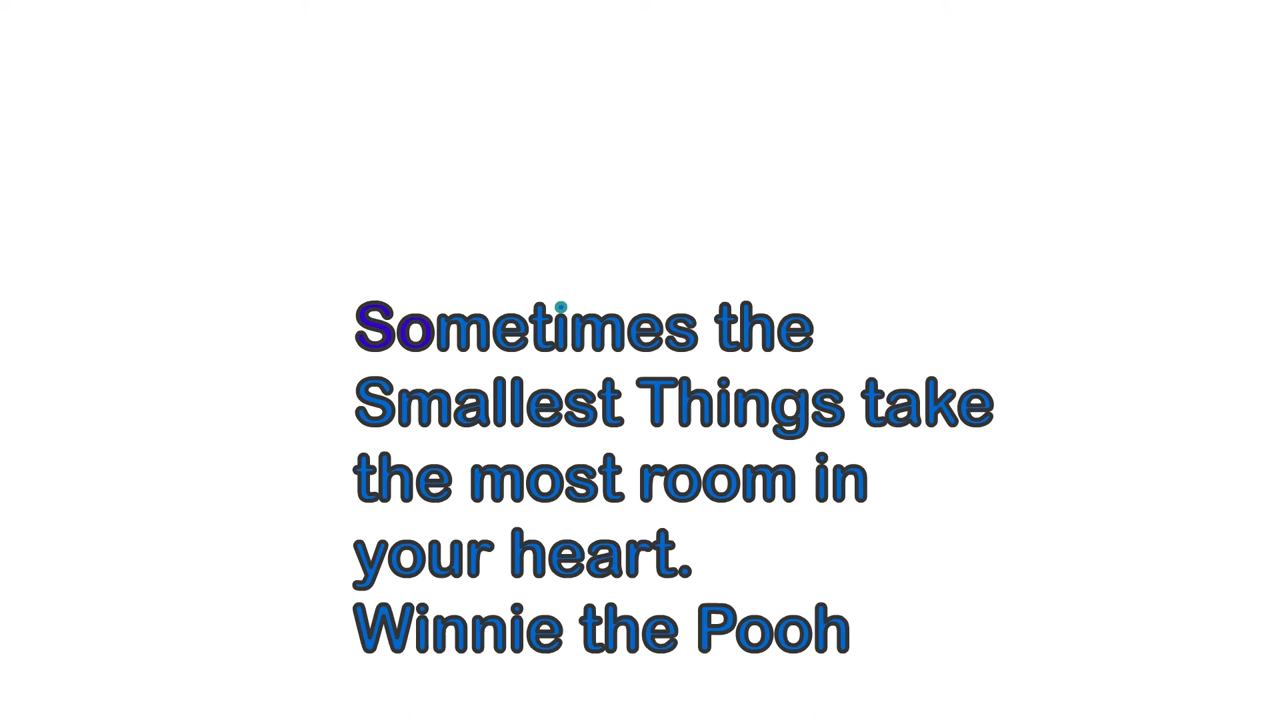 Sometimes the
Smallest Things take
the most room in
your heart.
Winnie the Pooh